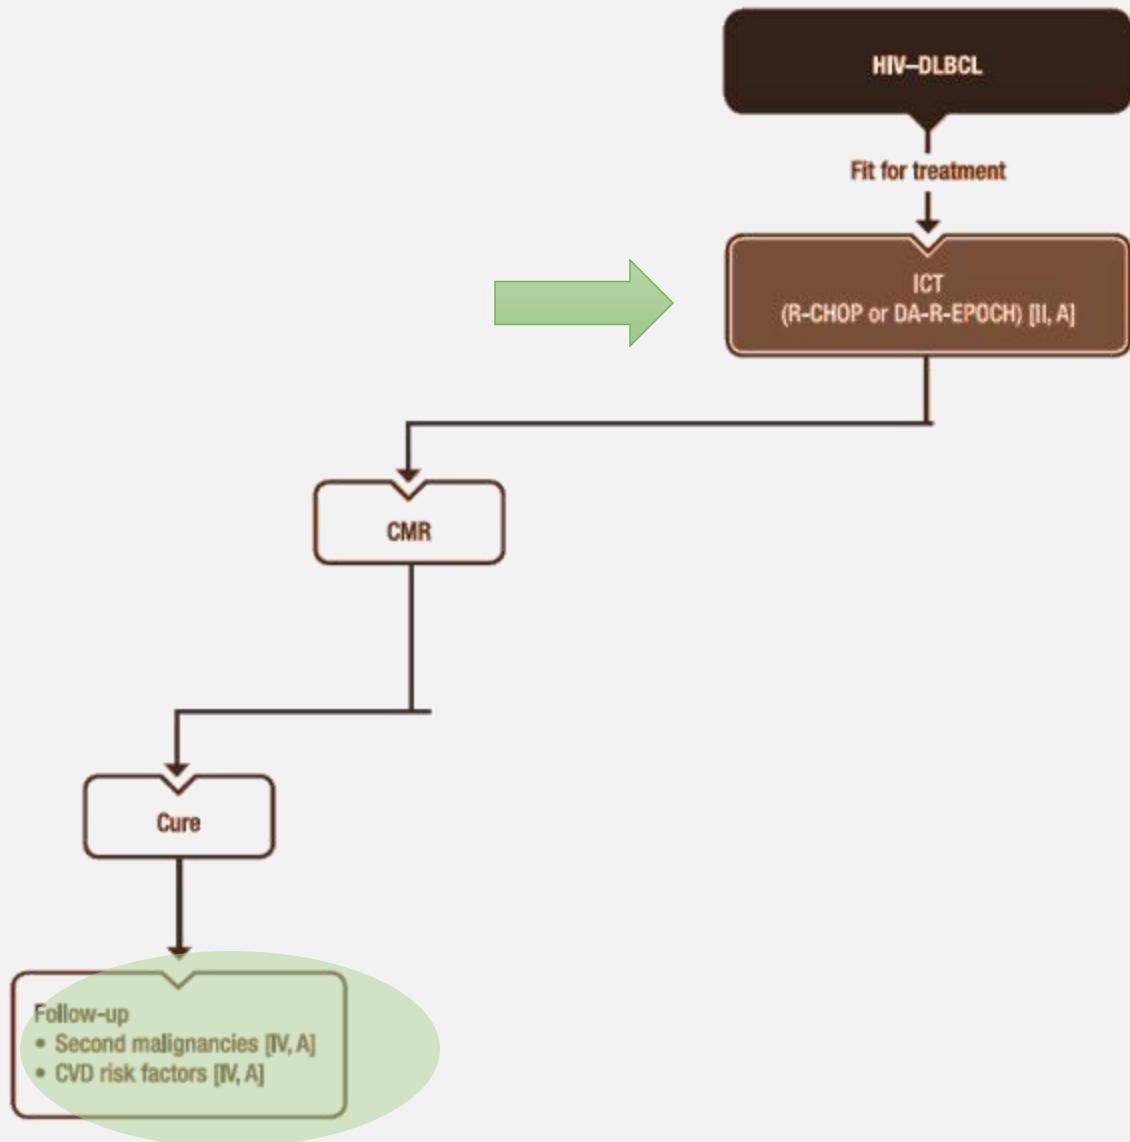 HIV–DLBCL
Fit for treatment
ICT
(R-CHOP or DA-R-EPOCH) [II, A]
CMR
Cure
Follow-up
• Second malignancies [IV, A]
• CVD risk factors [IV, A]